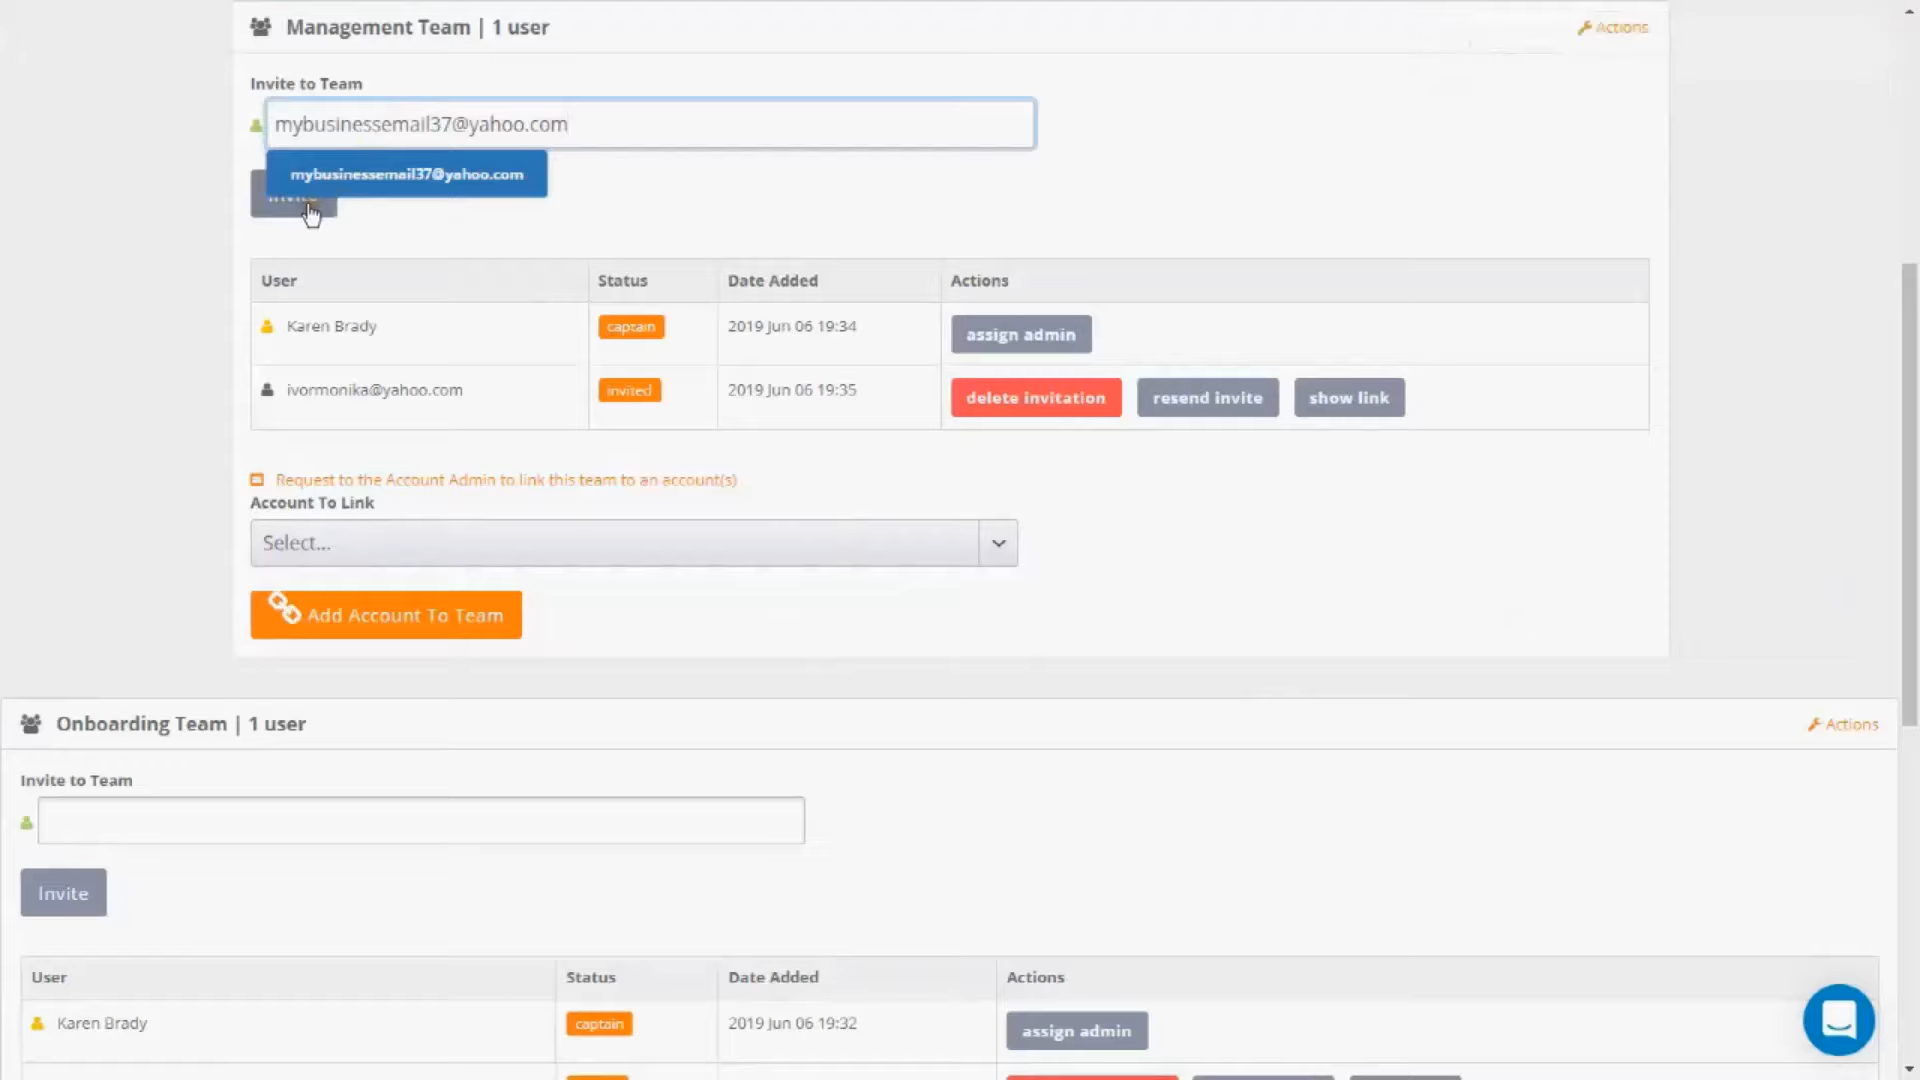 Management Team | 1 user
Actions
Invite to Team
mybusinessemail37@yahoo.com
mybusinessemail37@yahoo.com
Invite
User Status Date Added Actions
Karen Brady captain 2019 Jun 06 19:34 assign admin
ivormonika@yahoo.com invited 2019 Jun 06 19:35 delete invitation resend invite show link
Request to the Account Admin to link this team to an account(s)
Account To Link
Select...
Add Account To Team
Onboarding Team | 1 user
Actions
Invite to Team
Invite
User Status Date Added Actions
Karen Brady captain 2019 Jun 06 19:32 assign admin